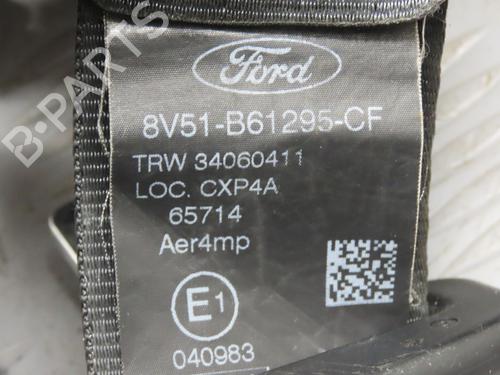 B-PARTS
Ford
8V51-B61295-CF
TRW 34060411
LOC. CXP4A
65714
Aer4mp
E1
040983